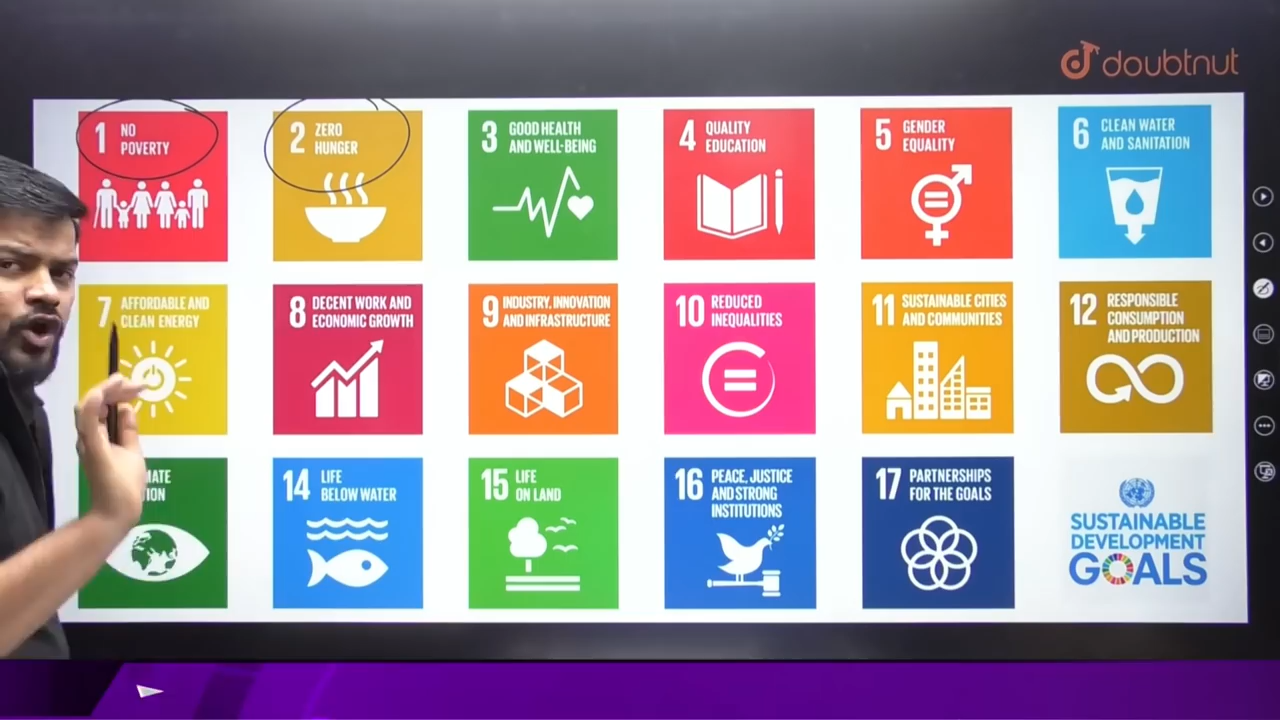 doubtnut
1 NO
POVERTY
2 ZERO
HUNGER
3 GOOD HEALTH
AND WELL-BEING
4 QUALITY
EDUCATION
5 GENDER
EQUALITY
6 CLEAN WATER
AND SANITATION
7 AFFORDABLE AND
CLEAN ENERGY
8 DECENT WORK AND
ECONOMIC GROWTH
9 INDUSTRY, INNOVATION
AND INFRASTRUCTURE
10 REDUCED
INEQUALITIES
11 SUSTAINABLE CITIES
AND COMMUNITIES
12 RESPONSIBLE
CONSUMPTION
AND PRODUCTION
14 LIFE
BELOW WATER
15 LIFE
ON LAND
16 PEACE, JUSTICE
AND STRONG
INSTITUTIONS
17 PARTNERSHIPS
FOR THE GOALS
SUSTAINABLE
DEVELOPMENT
GOALS